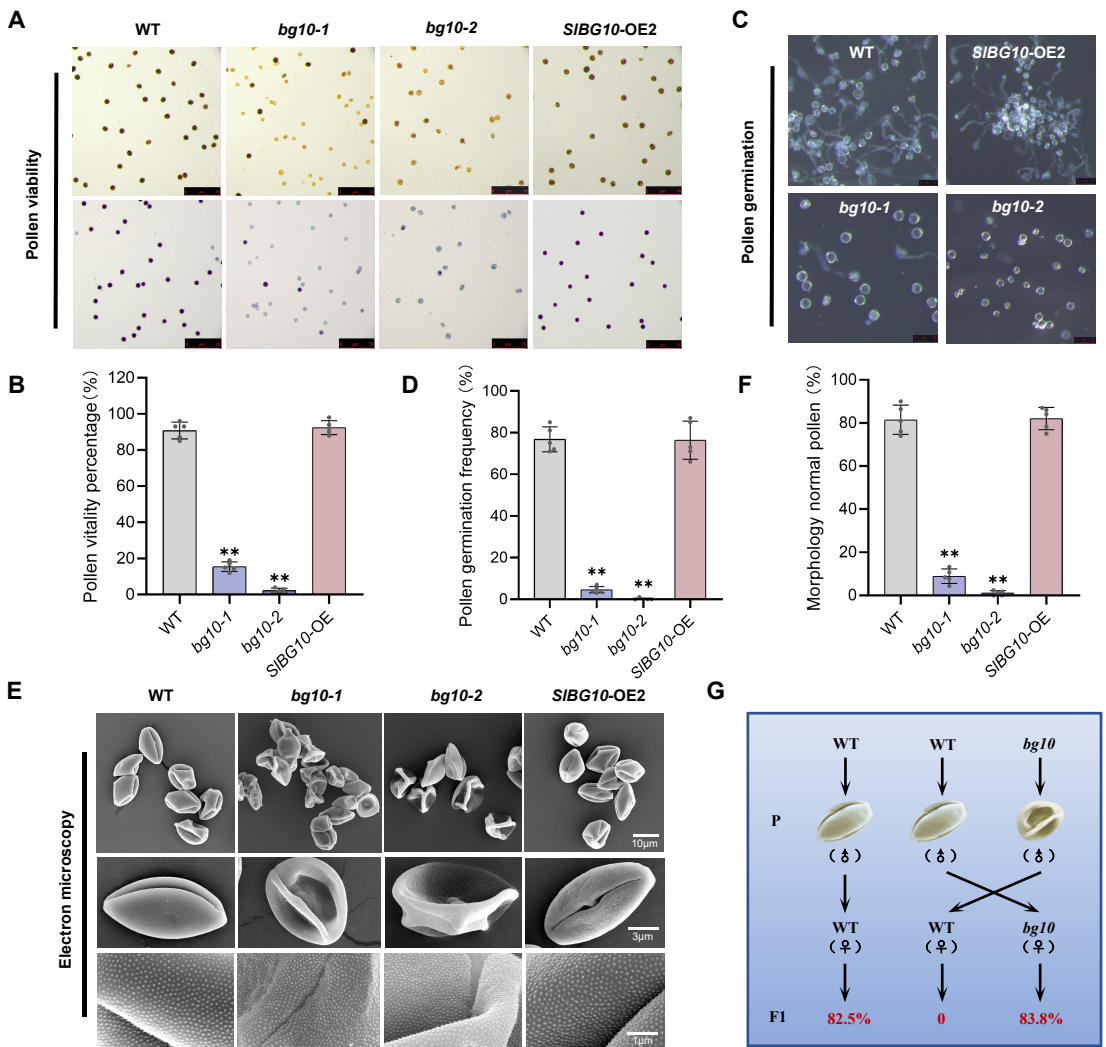 A
WT
bg10-1
bg10-2
SlBG10-OE2
Pollen viability
C
WT
SlBG10-OE2
bg10-1
bg10-2
Pollen germination
B
Pollen vitality percentage(%)
120
100
80
60
40
20
0
**
**
WT
bg10-1
bg10-2
SlBG10-OE
D
Pollen germination frequency (%)
100
80
60
40
20
0
**
**
WT
bg10-1
bg10-2
SlBG10-OE
F
Morphology normal pollen (%)
100
80
60
40
20
0
**
**
WT
bg10-1
bg10-2
SlBG10-OE
E
WT
bg10-1
bg10-2
SlBG10-OE2
Electron microscopy
10μm
3μm
1μm
G
WT
WT
bg10
P
(♂)
(♂)
(♂)
WT
WT
bg10
(♀)
(♀)
(♀)
F1
82.5%
0
83.8%